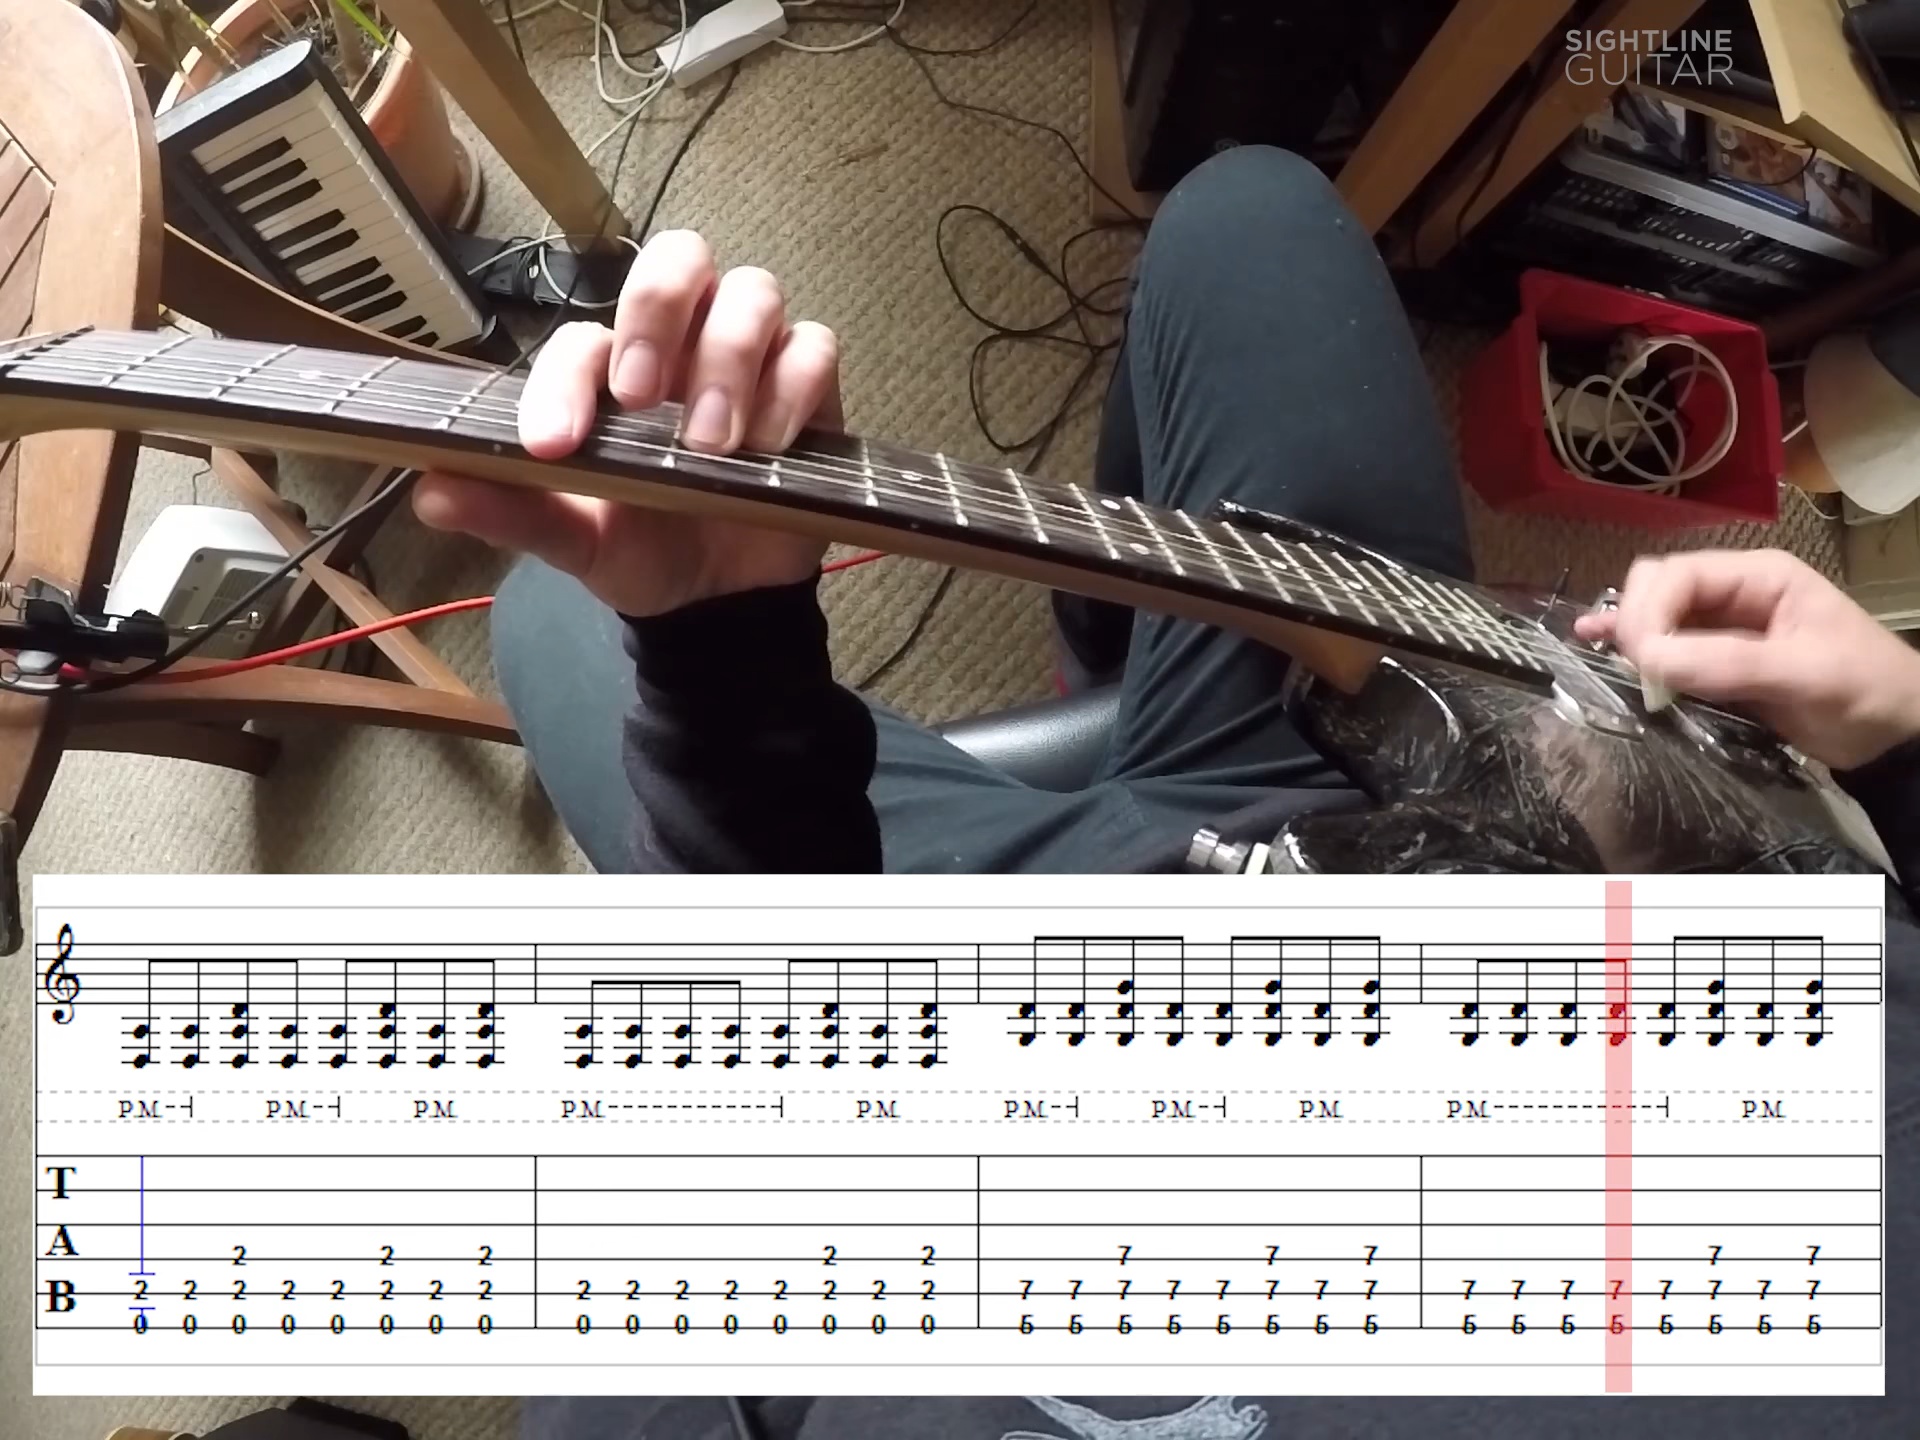 SIGHTLINE
GUITAR
P.M. P.M. P.M. P.M. P.M. P.M. P.M. P.M. P.M. P.M.
T
A 2 2 2 2 2 7 7 7 7 7
B 2 2 2 2 2 2 2 2 2 2 2 2 2 2 2 2 7 7 7 7 7 7 7 7 7 7 7 7 7 7 7 7
0 0 0 0 0 0 0 0 0 0 0 0 0 0 0 0 5 5 5 5 5 5 5 5 5 5 5 5 5 5 5 5